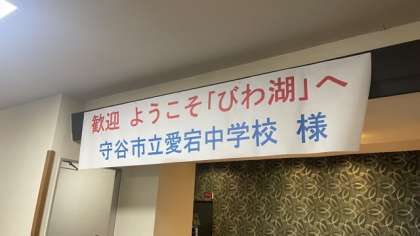 歓迎 ようこそ「びわ湖」へ
守谷市立愛宕中学校 様